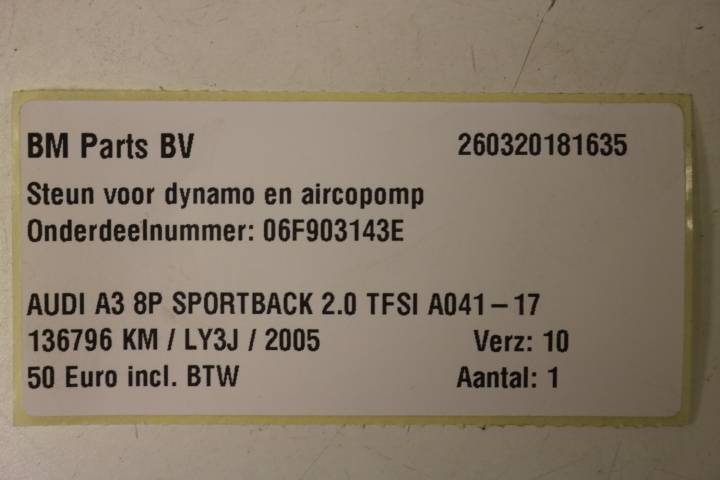 BM Parts BV 260320181635
Steun voor dynamo en aircopomp
Onderdeelnummer: 06F903143E
AUDI A3 8P SPORTBACK 2.0 TFSI A041-17
136796 KM / LY3J / 2005 Verz: 10
50 Euro incl. BTW Aantal: 1